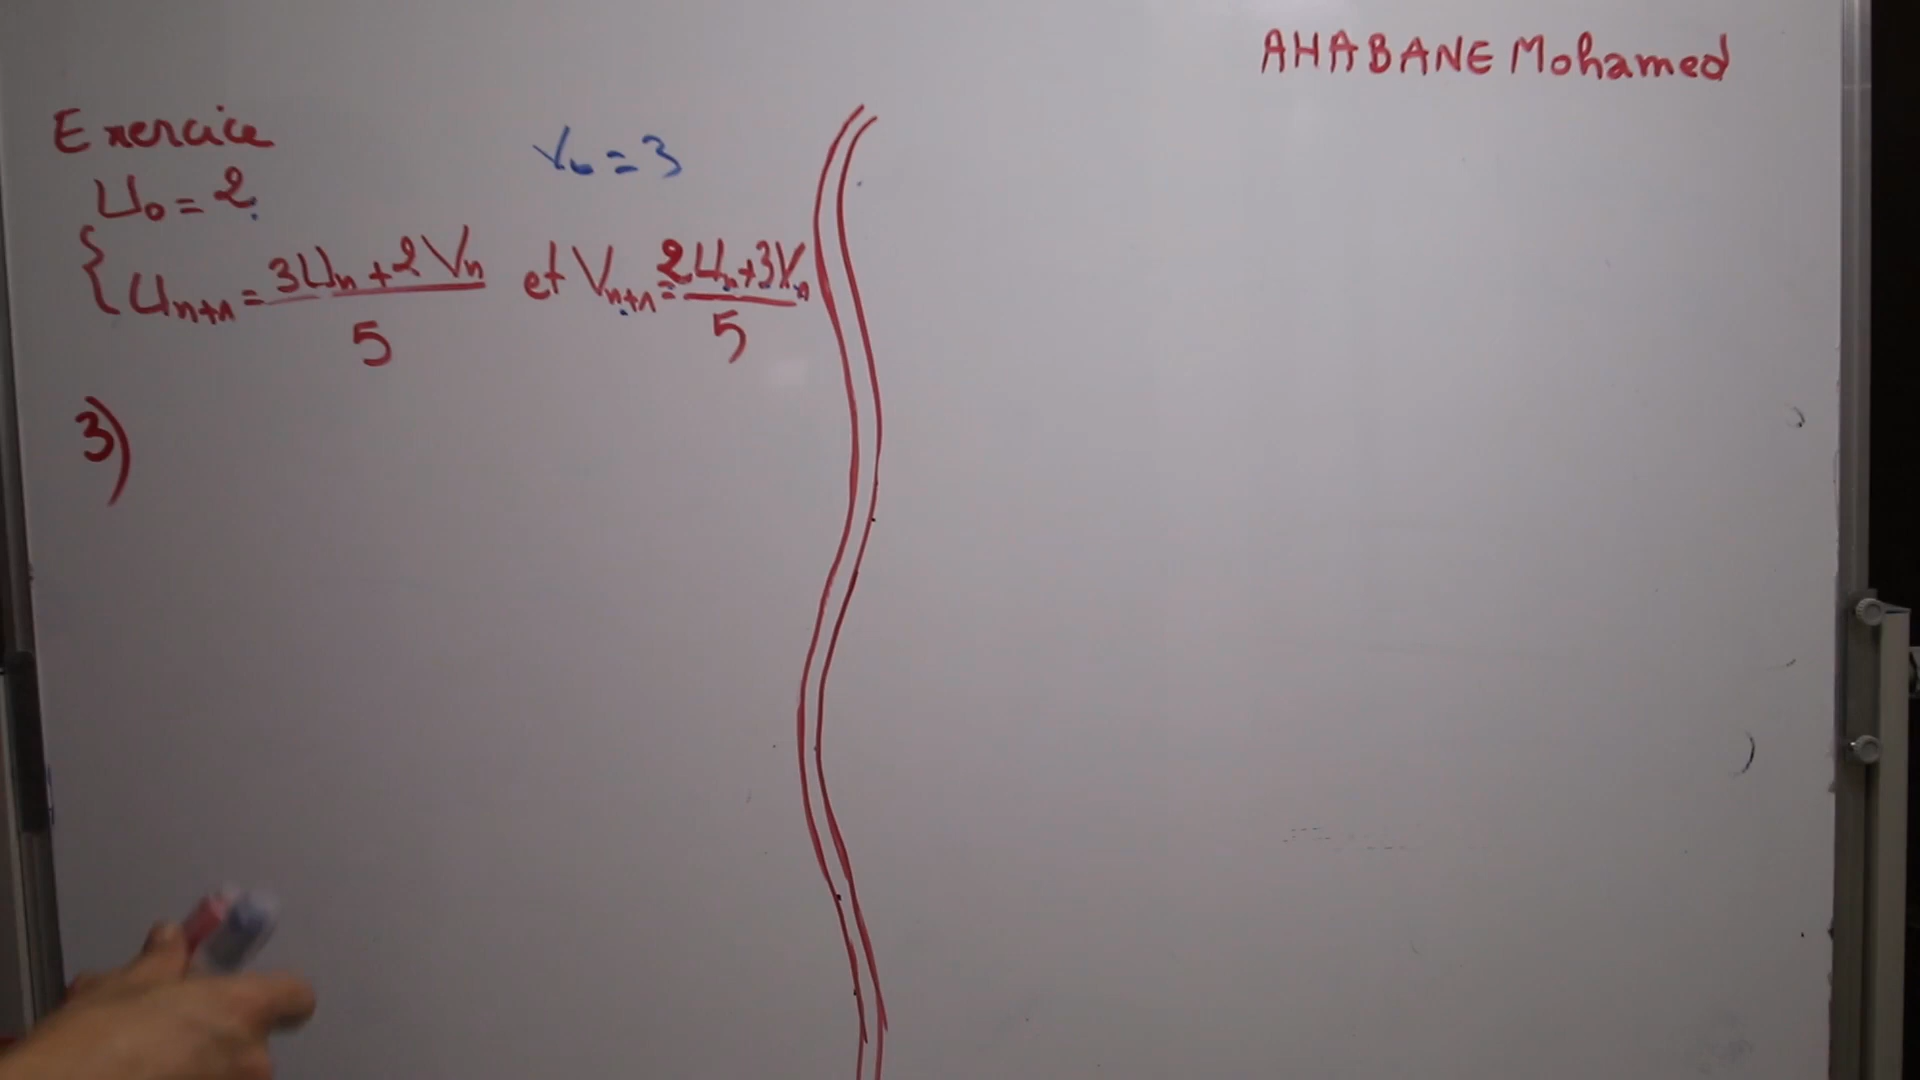 AHABANE Mohamed
Exercice
U₀ = 2
V₀ = 3
{ Uₙ₊₁ = (3Uₙ + 2Vₙ)/5 et Vₙ₊₁ = (2Uₙ + 3Vₙ)/5
3)